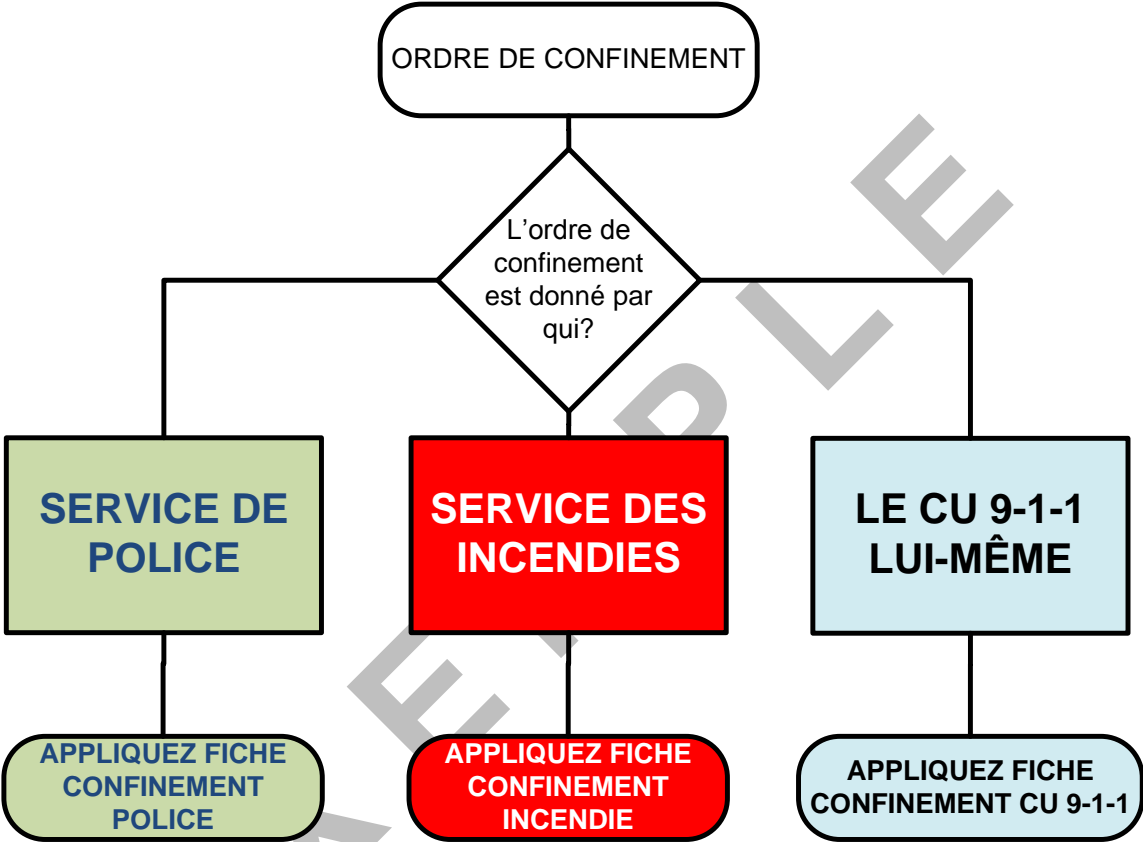 ORDRE DE CONFINEMENT
L'ordre de
confinement
est donné par
qui?
SERVICE DE
POLICE
SERVICE DES
INCENDIES
LE CU 9-1-1
LUI-MÊME
APPLIQUEZ FICHE
CONFINEMENT
POLICE
APPLIQUEZ FICHE
CONFINEMENT
INCENDIE
APPLIQUEZ FICHE
CONFINEMENT CU 9-1-1
E X E M P L E